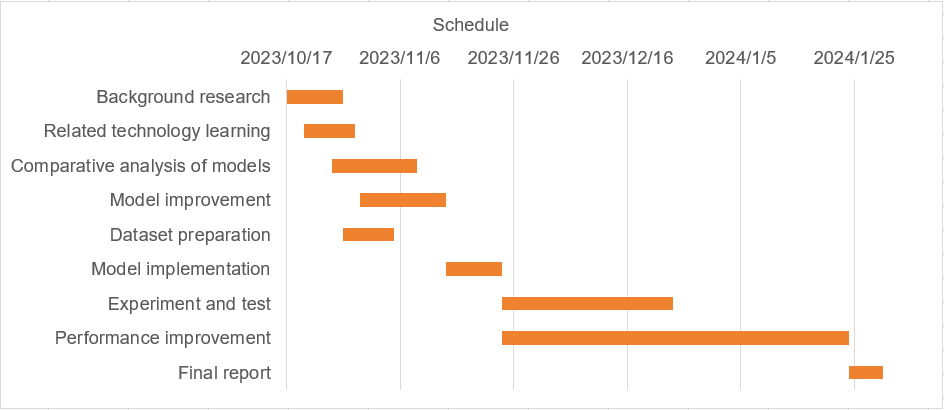 Schedule
2023/10/17 2023/11/6 2023/11/26 2023/12/16 2024/1/5 2024/1/25
Background research
Related technology learning
Comparative analysis of models
Model improvement
Dataset preparation
Model implementation
Experiment and test
Performance improvement
Final report